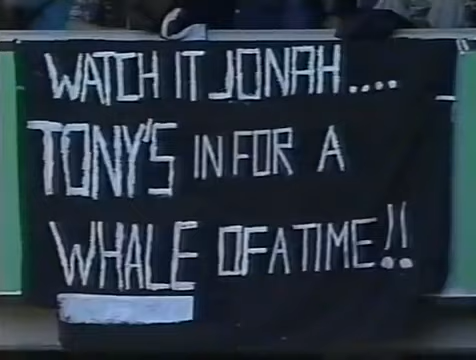 WATCH IT JONAH....
TONY'S IN FOR A
WHALE OF A TIME!!